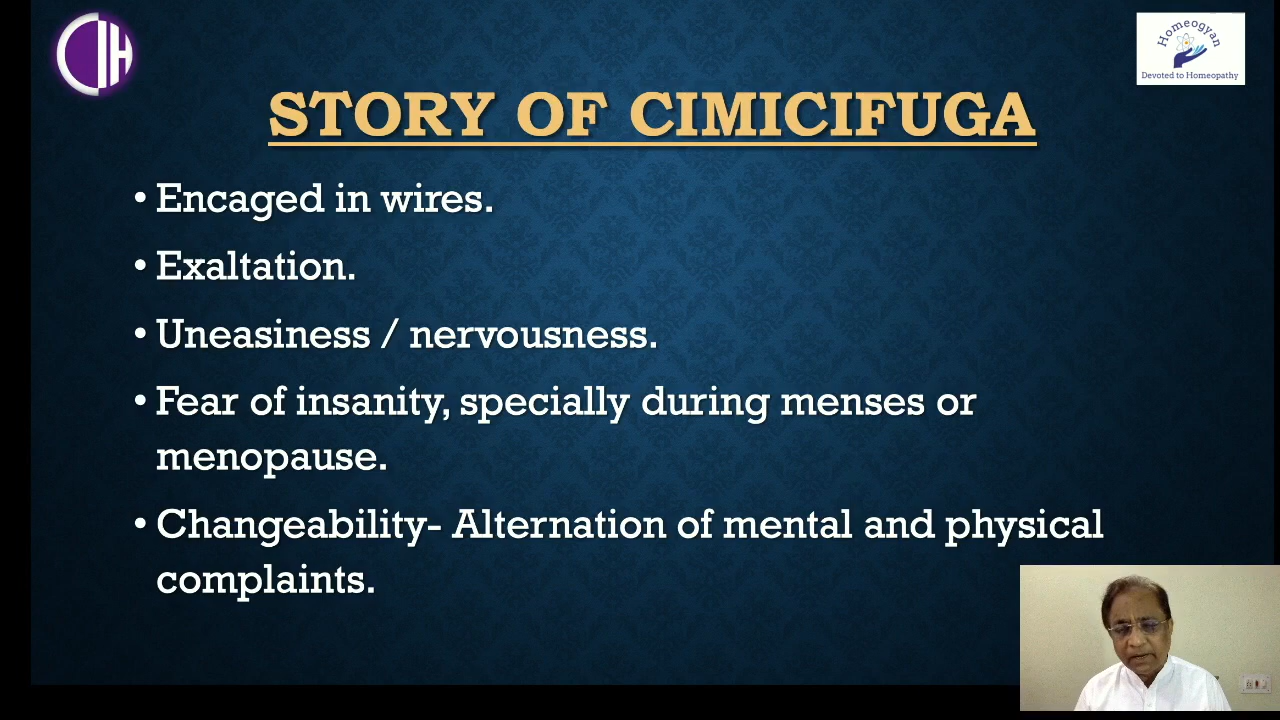 CIH
Homeogyan
Devoted to Homeopathy
STORY OF CIMICIFUGA
• Encaged in wires.
• Exaltation.
• Uneasiness / nervousness.
• Fear of insanity, specially during menses or
menopause.
• Changeability- Alternation of mental and physical
complaints.